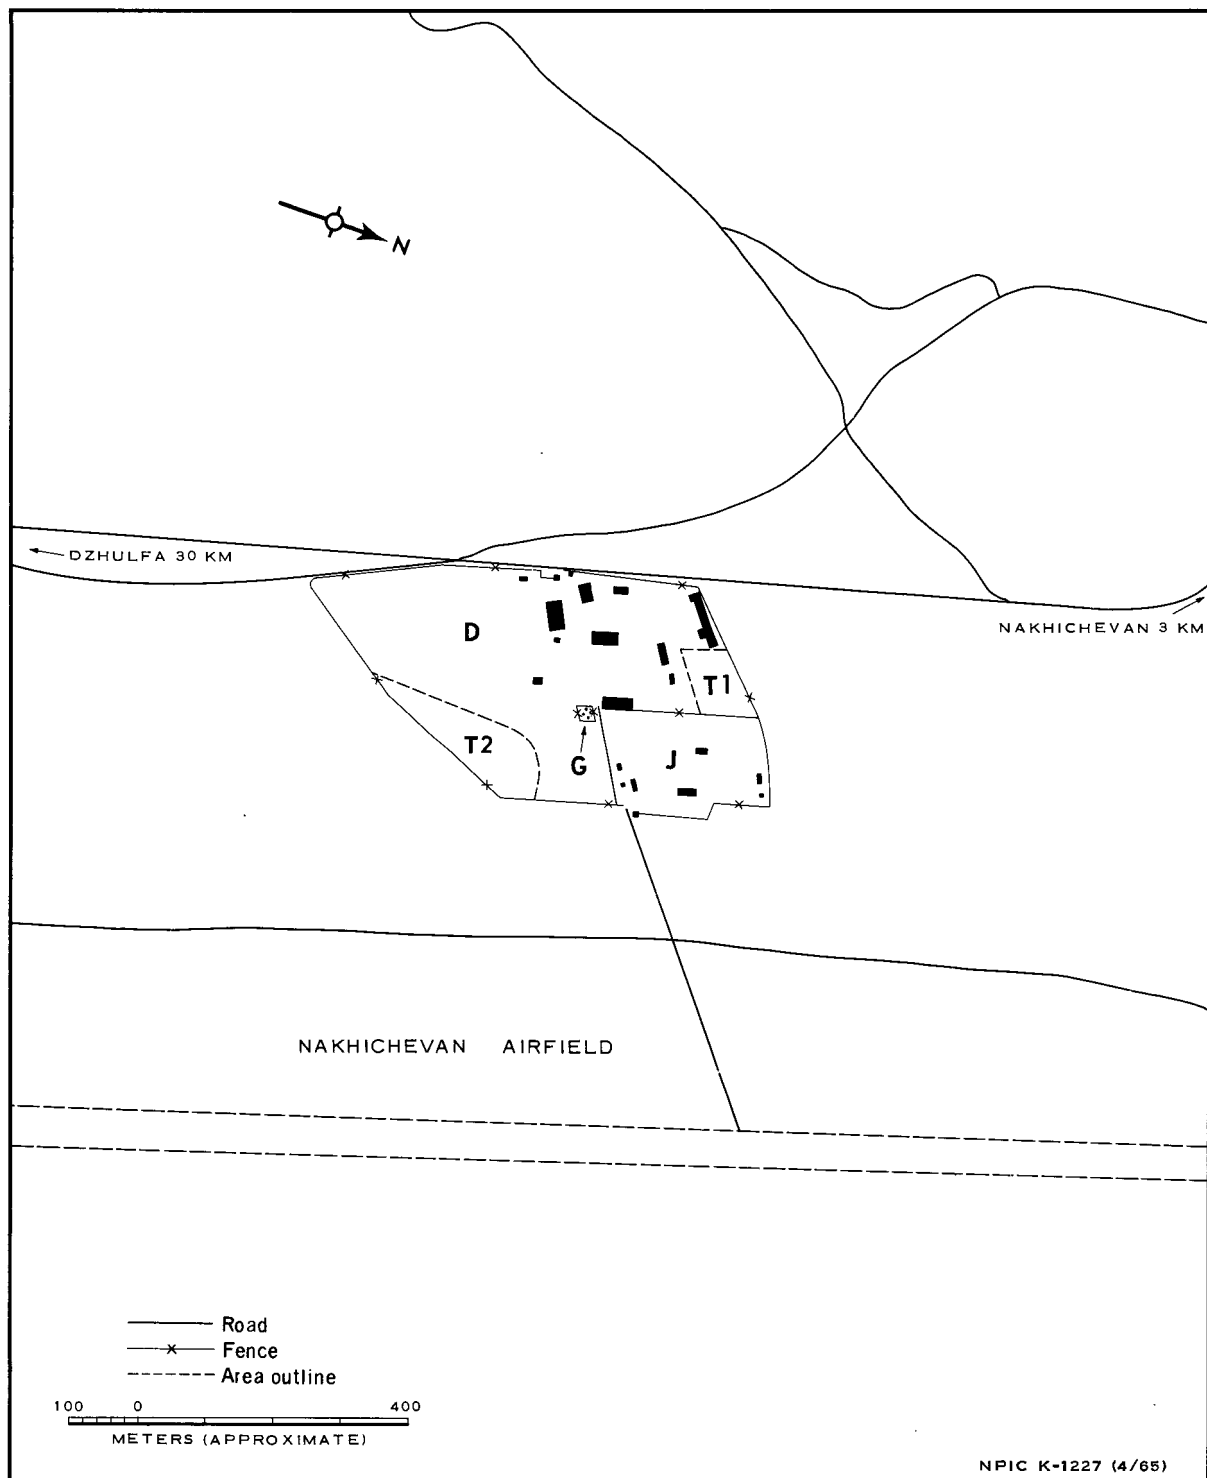 N
DZHULFA 30 KM
NAKHICHEVAN 3 KM
D
T1
T2
G
J
NAKHICHEVAN AIRFIELD
Road
Fence
Area outline
100 0 400
METERS (APPROXIMATE)
NPIC K-1227 (4/65)